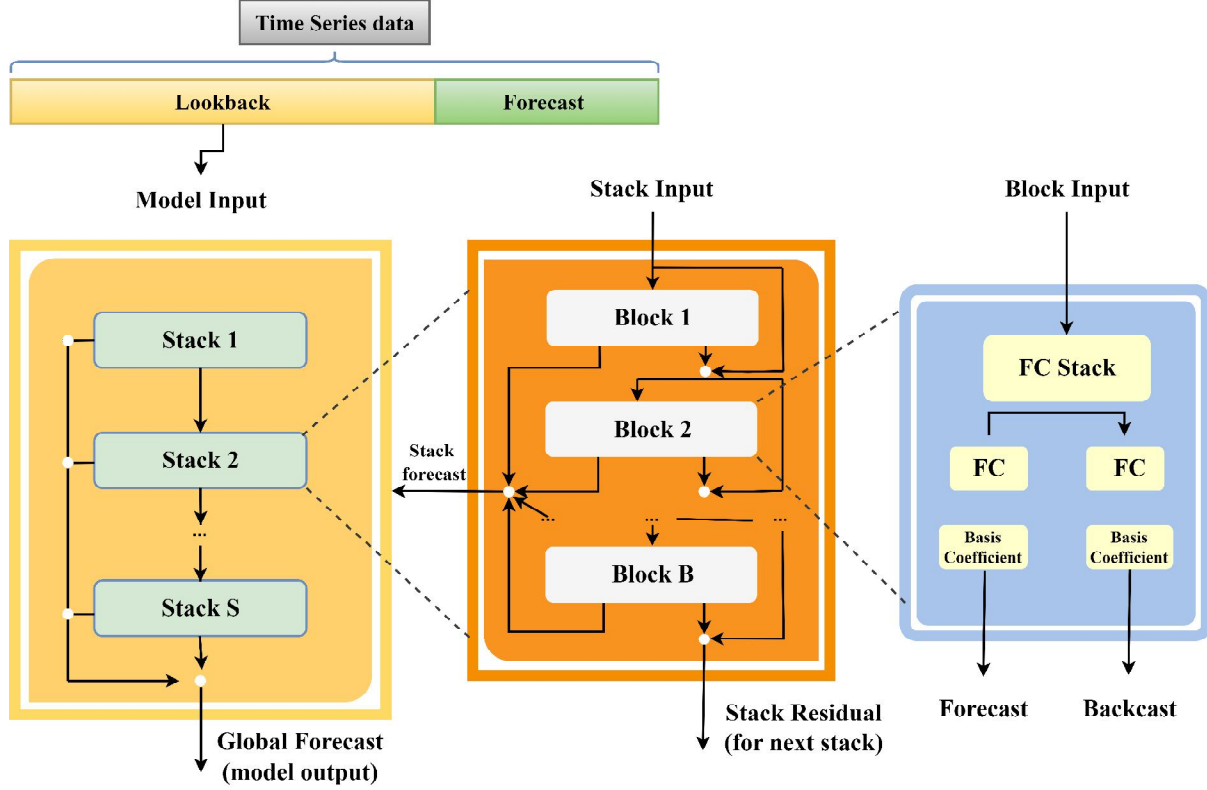 Time Series data
Lookback
Forecast
Model Input
Stack 1
Stack 2
...
Stack S
Global Forecast
(model output)
Stack Input
Block 1
Block 2
Stack
forecast
... ... ...
Block B
Stack Residual
(for next stack)
Block Input
FC Stack
FC
FC
Basis
Coefficient
Basis
Coefficient
Forecast
Backcast